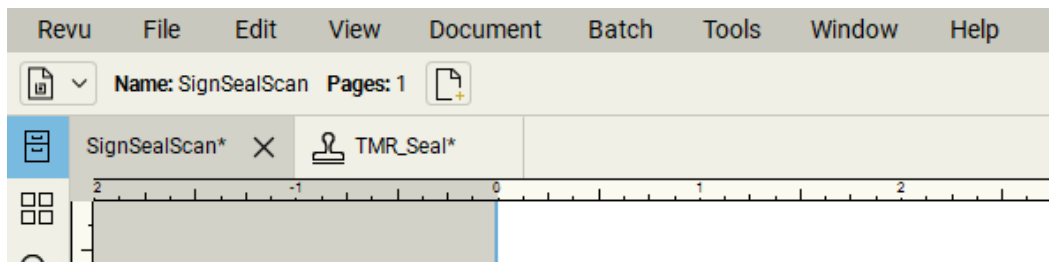 Revu File Edit View Document Batch Tools Window Help
Name: SignSealScan Pages: 1
SignSealScan* TMR_Seal*
2 -1 0 1 2